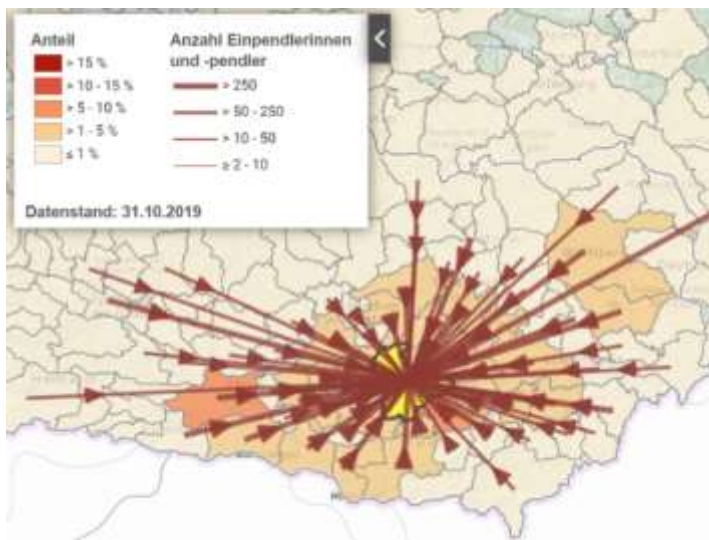 Anteil
> 15 %
> 10 - 15 %
> 5 - 10 %
> 1 - 5 %
≤ 1 %
Anzahl Einpendlerinnen
und -pendler
> 250
> 50 - 250
> 10 - 50
≥ 2 - 10
Datenstand: 31.10.2019